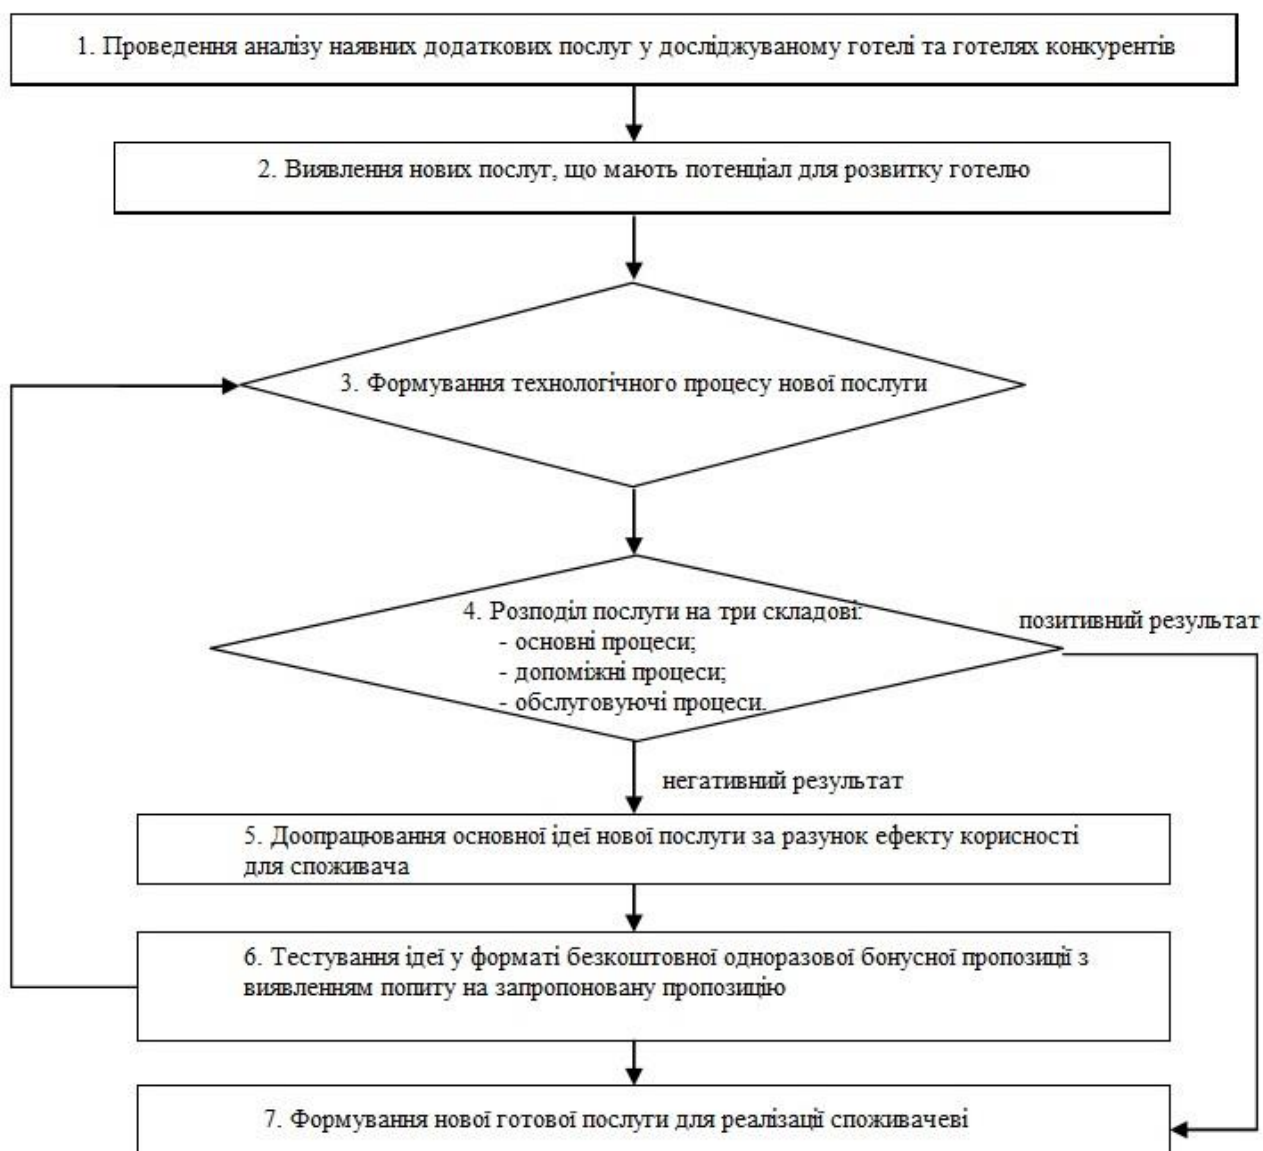 1. Проведення аналізу наявних додаткових послуг у досліджуваному готелі та готелях конкурентів
2. Виявлення нових послуг, що мають потенціал для розвитку готелю
3. Формування технологічного процесу нової послуги
4. Розподіл послуги на три складові:
- основні процеси;
- допоміжні процеси;
- обслуговуючі процеси.
позитивний результат
негативний результат
5. Доопрацювання основної ідеї нової послуги за разунок ефекту корисності
для споживача
6. Тестування ідеї у форматі безкоштовної одноразової бонусної пропозиції з
виявленням попиту на запропоновану пропозицію
7. Формування нової готової послуги для реалізації споживачеві